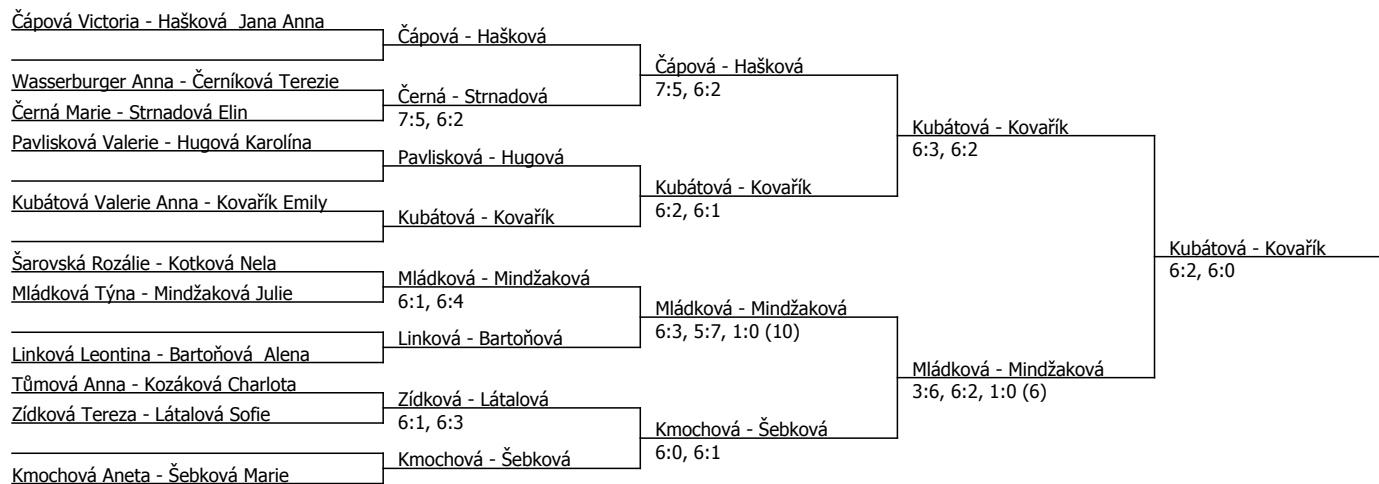 Čápová Victoria - Hašková  Jana Anna
Wasserburger Anna - Černíková Terezie
Černá Marie - Strnadová Elin
Pavlisková Valerie - Hugová Karolína
Kubátová Valerie Anna - Kovařík Emily
Šarovská Rozálie - Kotková Nela
Mládková Týna - Mindžaková Julie
Linková Leontina - Bartoňová  Alena
Tůmová Anna - Kozáková Charlota
Zídková Tereza - Látalová Sofie
Kmochová Aneta - Šebková Marie
Čápová - Hašková
Černá - Strnadová
7:5, 6:2
Pavlisková - Hugová
Kubátová - Kovařík
Mládková - Mindžaková
6:1, 6:4
Linková - Bartoňová
Zídková - Látalová
6:1, 6:3
Kmochová - Šebková
Čápová - Hašková
7:5, 6:2
Kubátová - Kovařík
6:2, 6:1
Mládková - Mindžaková
6:3, 5:7, 1:0 (10)
Kmochová - Šebková
6:0, 6:1
Kubátová - Kovařík
6:3, 6:2
Mládková - Mindžaková
3:6, 6:2, 1:0 (6)
Kubátová - Kovařík
6:2, 6:0